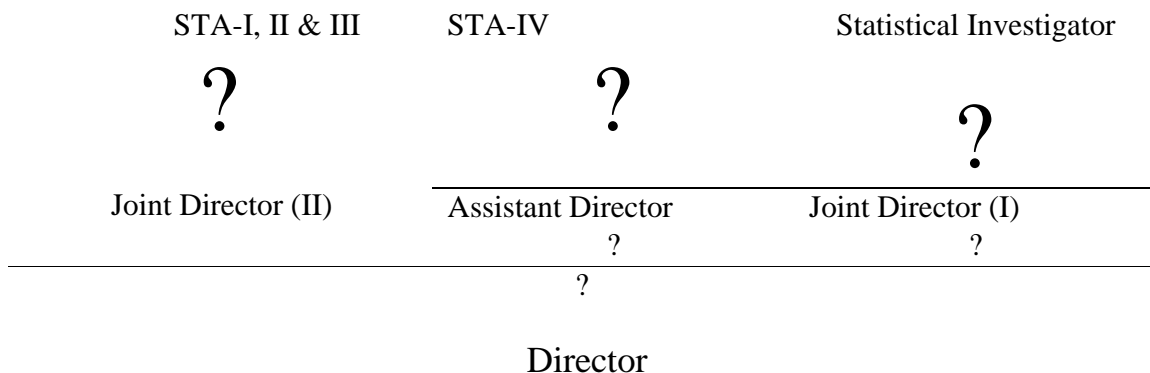 STA-I, II & III STA-IV Statistical Investigator
? ? ?
Joint Director (II) Assistant Director Joint Director (I)
? ?
?
Director